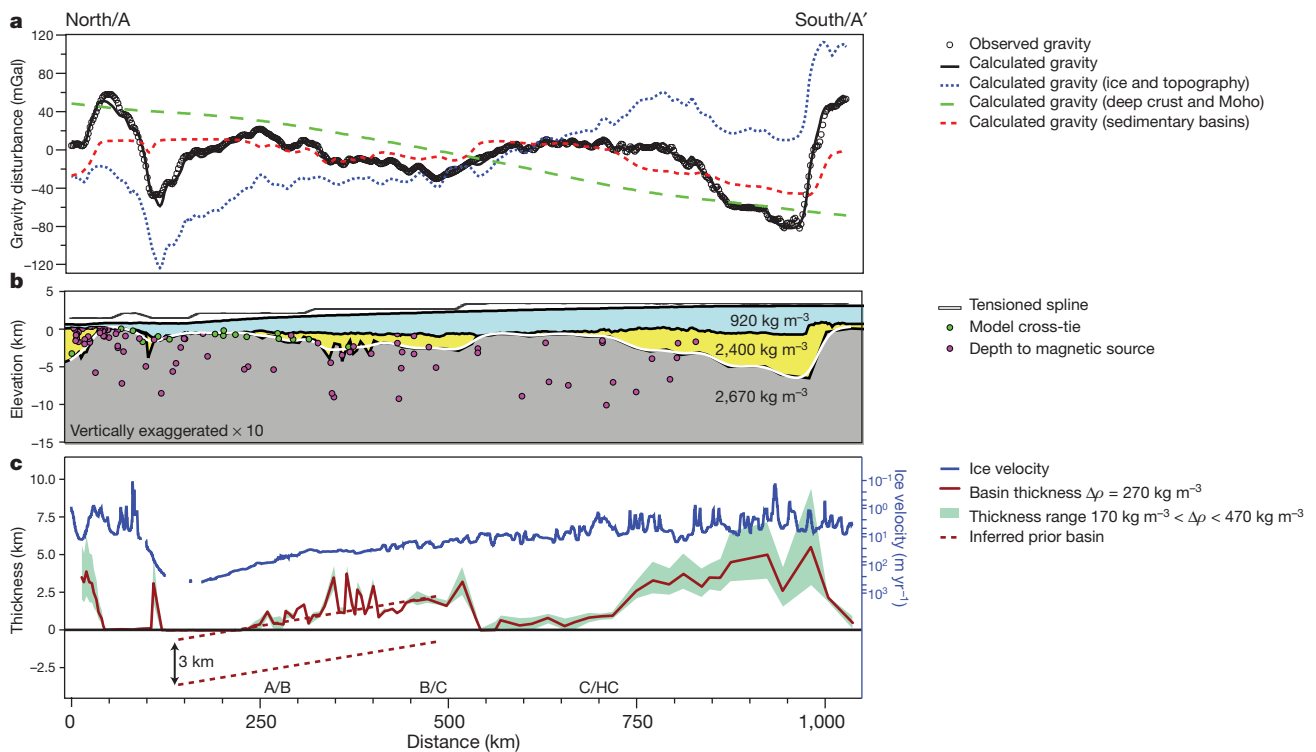 a
North/A
South/A′
120
80
40
0
−40
−80
−120
Gravity disturbance (mGal)
Observed gravity
Calculated gravity
Calculated gravity (ice and topography)
Calculated gravity (deep crust and Moho)
Calculated gravity (sedimentary basins)
b
5
0
−5
−10
−15
Elevation (km)
920 kg m⁻³
2,400 kg m⁻³
2,670 kg m⁻³
Vertically exaggerated × 10
Tensioned spline
Model cross-tie
Depth to magnetic source
c
10.0
7.5
5.0
2.5
0
−2.5
Thickness (km)
3 km
A/B
B/C
C/HC
10⁻¹
10⁰
10¹
10²
10³
Ice velocity (m yr⁻¹)
Ice velocity
Basin thickness Δρ = 270 kg m⁻³
Thickness range 170 kg m⁻³ < Δρ < 470 kg m⁻³
Inferred prior basin
0
250
500
750
1,000
Distance (km)